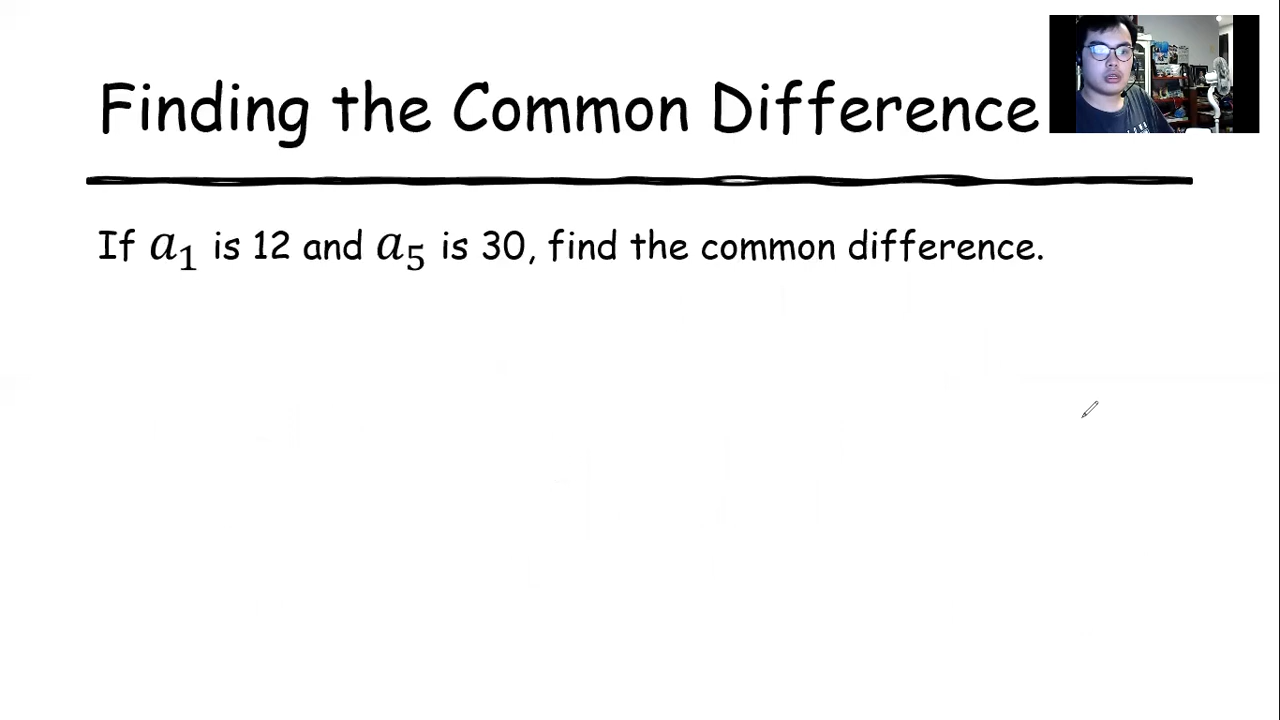 Finding the Common Difference
If 𝑎₁ is 12 and 𝑎₅ is 30, find the common difference.